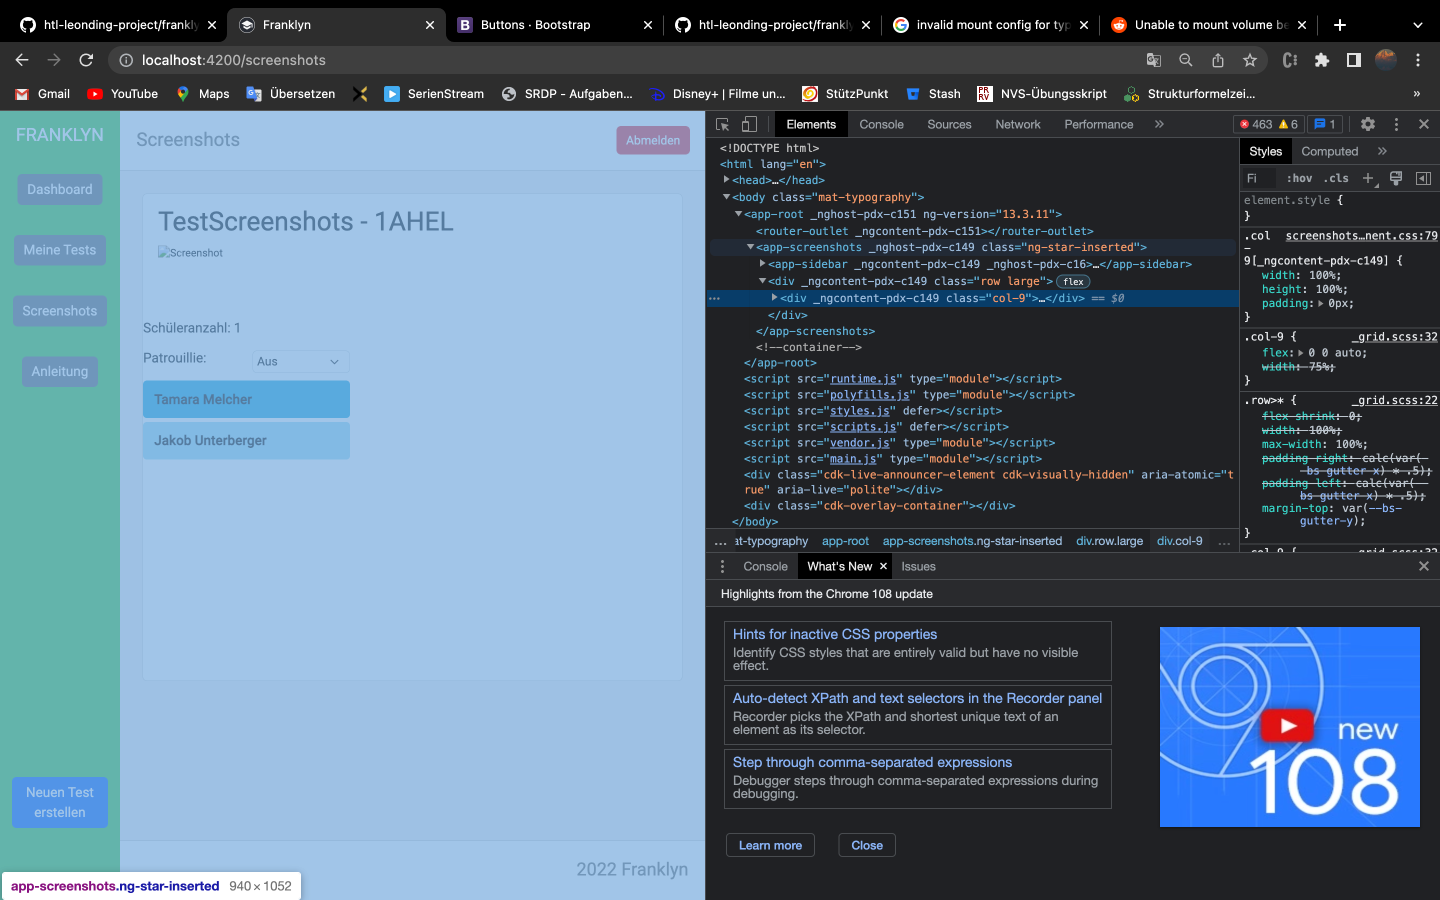 htl-leonding-project/frankly
Franklyn
Buttons · Bootstrap
htl-leonding-project/frankly
invalid mount config for typ
Unable to mount volume be
localhost:4200/screenshots
Gmail
YouTube
Maps
Übersetzen
SerienStream
SRDP - Aufgaben...
Disney+ | Filme un...
StützPunkt
Stash
NVS-Übungsskript
Strukturformelzei...
»
FRANKLYN
Dashboard
Meine Tests
Screenshots
Anleitung
Neuen Test
erstellen
Screenshots
Abmelden
TestScreenshots - 1AHEL
Screenshot
Schüleranzahl: 1
Patrouillie:
Aus
Tamara Melcher
Jakob Unterberger
2022 Franklyn
app-screenshots.ng-star-inserted 940 × 1052
Elements
Console
Sources
Network
Performance
»
463
6
1
<!DOCTYPE html>
<html lang="en">
<head>…</head>
<body class="mat-typography">
<app-root _nghost-pdx-c151 ng-version="13.3.11">
<router-outlet _ngcontent-pdx-c151></router-outlet>
<app-screenshots _nghost-pdx-c149 class="ng-star-inserted">
<app-sidebar _ngcontent-pdx-c149 _nghost-pdx-c16>…</app-sidebar>
<div _ngcontent-pdx-c149 class="row large"> flex
<div _ngcontent-pdx-c149 class="col-9">…</div> == $0
</div>
</app-screenshots>
<!--container-->
</app-root>
<script src="runtime.js" type="module"></script>
<script src="polyfills.js" type="module"></script>
<script src="styles.js" defer></script>
<script src="scripts.js" defer></script>
<script src="vendor.js" type="module"></script>
<script src="main.js" type="module"></script>
<div class="cdk-live-announcer-element cdk-visually-hidden" aria-atomic="t
rue" aria-live="polite"></div>
<div class="cdk-overlay-container"></div>
</body>
... at-typography app-root app-screenshots.ng-star-inserted div.row.large div.col-9 ...
Styles
Computed
»
Fi
:hov
.cls
element.style {
}
.col screenshots…nent.css:79
–
9[_ngcontent-pdx-c149] {
width: 100%;
height: 100%;
padding: 0px;
}
.col-9 { _grid.scss:32
flex: 0 0 auto;
width: 75%;
}
.row>* { _grid.scss:22
flex-shrink: 0;
width: 100%;
max-width: 100%;
padding-right: calc(var(-
-bs-gutter-x) * .5);
padding-left: calc(var(-
-bs-gutter-x) * .5);
margin-top: var(--bs-
gutter-y);
}
Console
What's New
Issues
Highlights from the Chrome 108 update
Hints for inactive CSS properties
Identify CSS styles that are entirely valid but have no visible
effect.
Auto-detect XPath and text selectors in the Recorder panel
Recorder picks the XPath and shortest unique text of an
element as its selector.
Step through comma-separated expressions
Debugger steps through comma-separated expressions during
debugging.
Learn more
Close
new
108